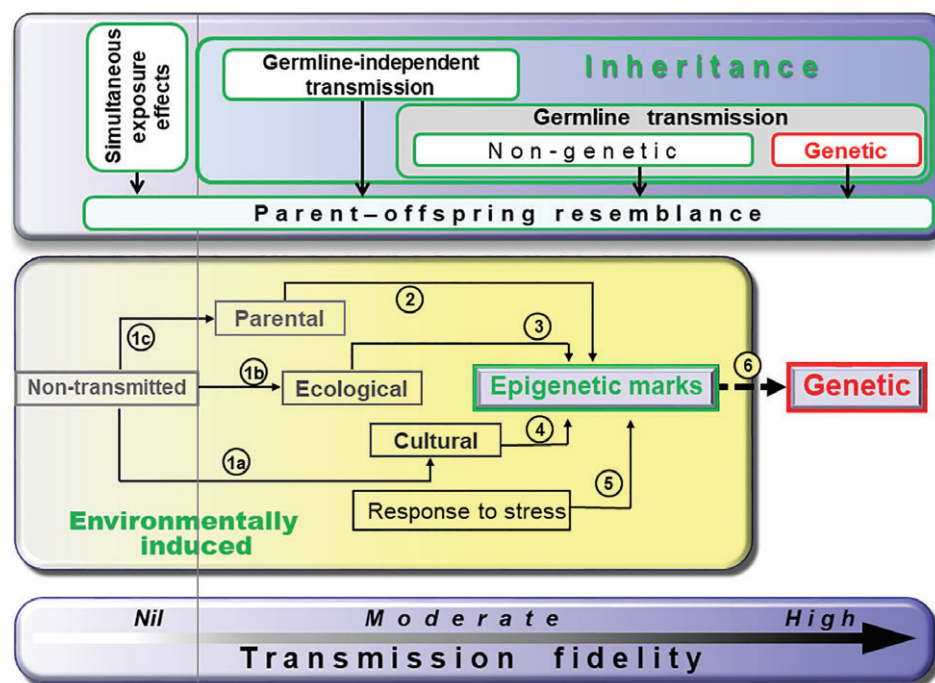 Simultaneous
exposure
effects
Germline-independent
transmission
Inheritance
Germline transmission
Non-genetic
Genetic
Parent–offspring resemblance
Parental
2
1c
3
6
Non-transmitted
1b
Ecological
Epigenetic marks
Genetic
Cultural
4
1a
5
Response to stress
Environmentally
induced
Nil
Moderate
High
Transmission fidelity